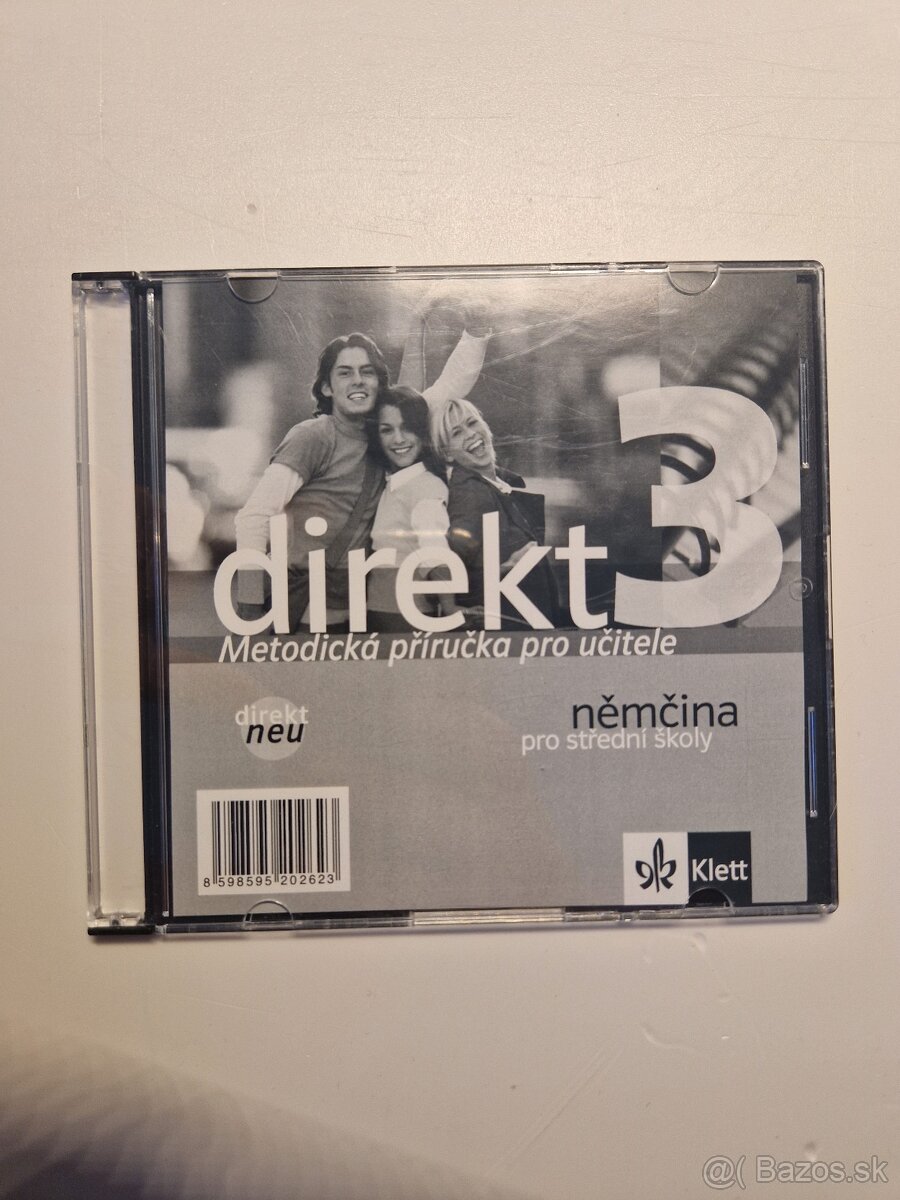 direkt 3
Metodická příručka pro učitele
direkt
neu
němčina
pro střední školy
8 598595 202623
Klett
@( Bazos.sk